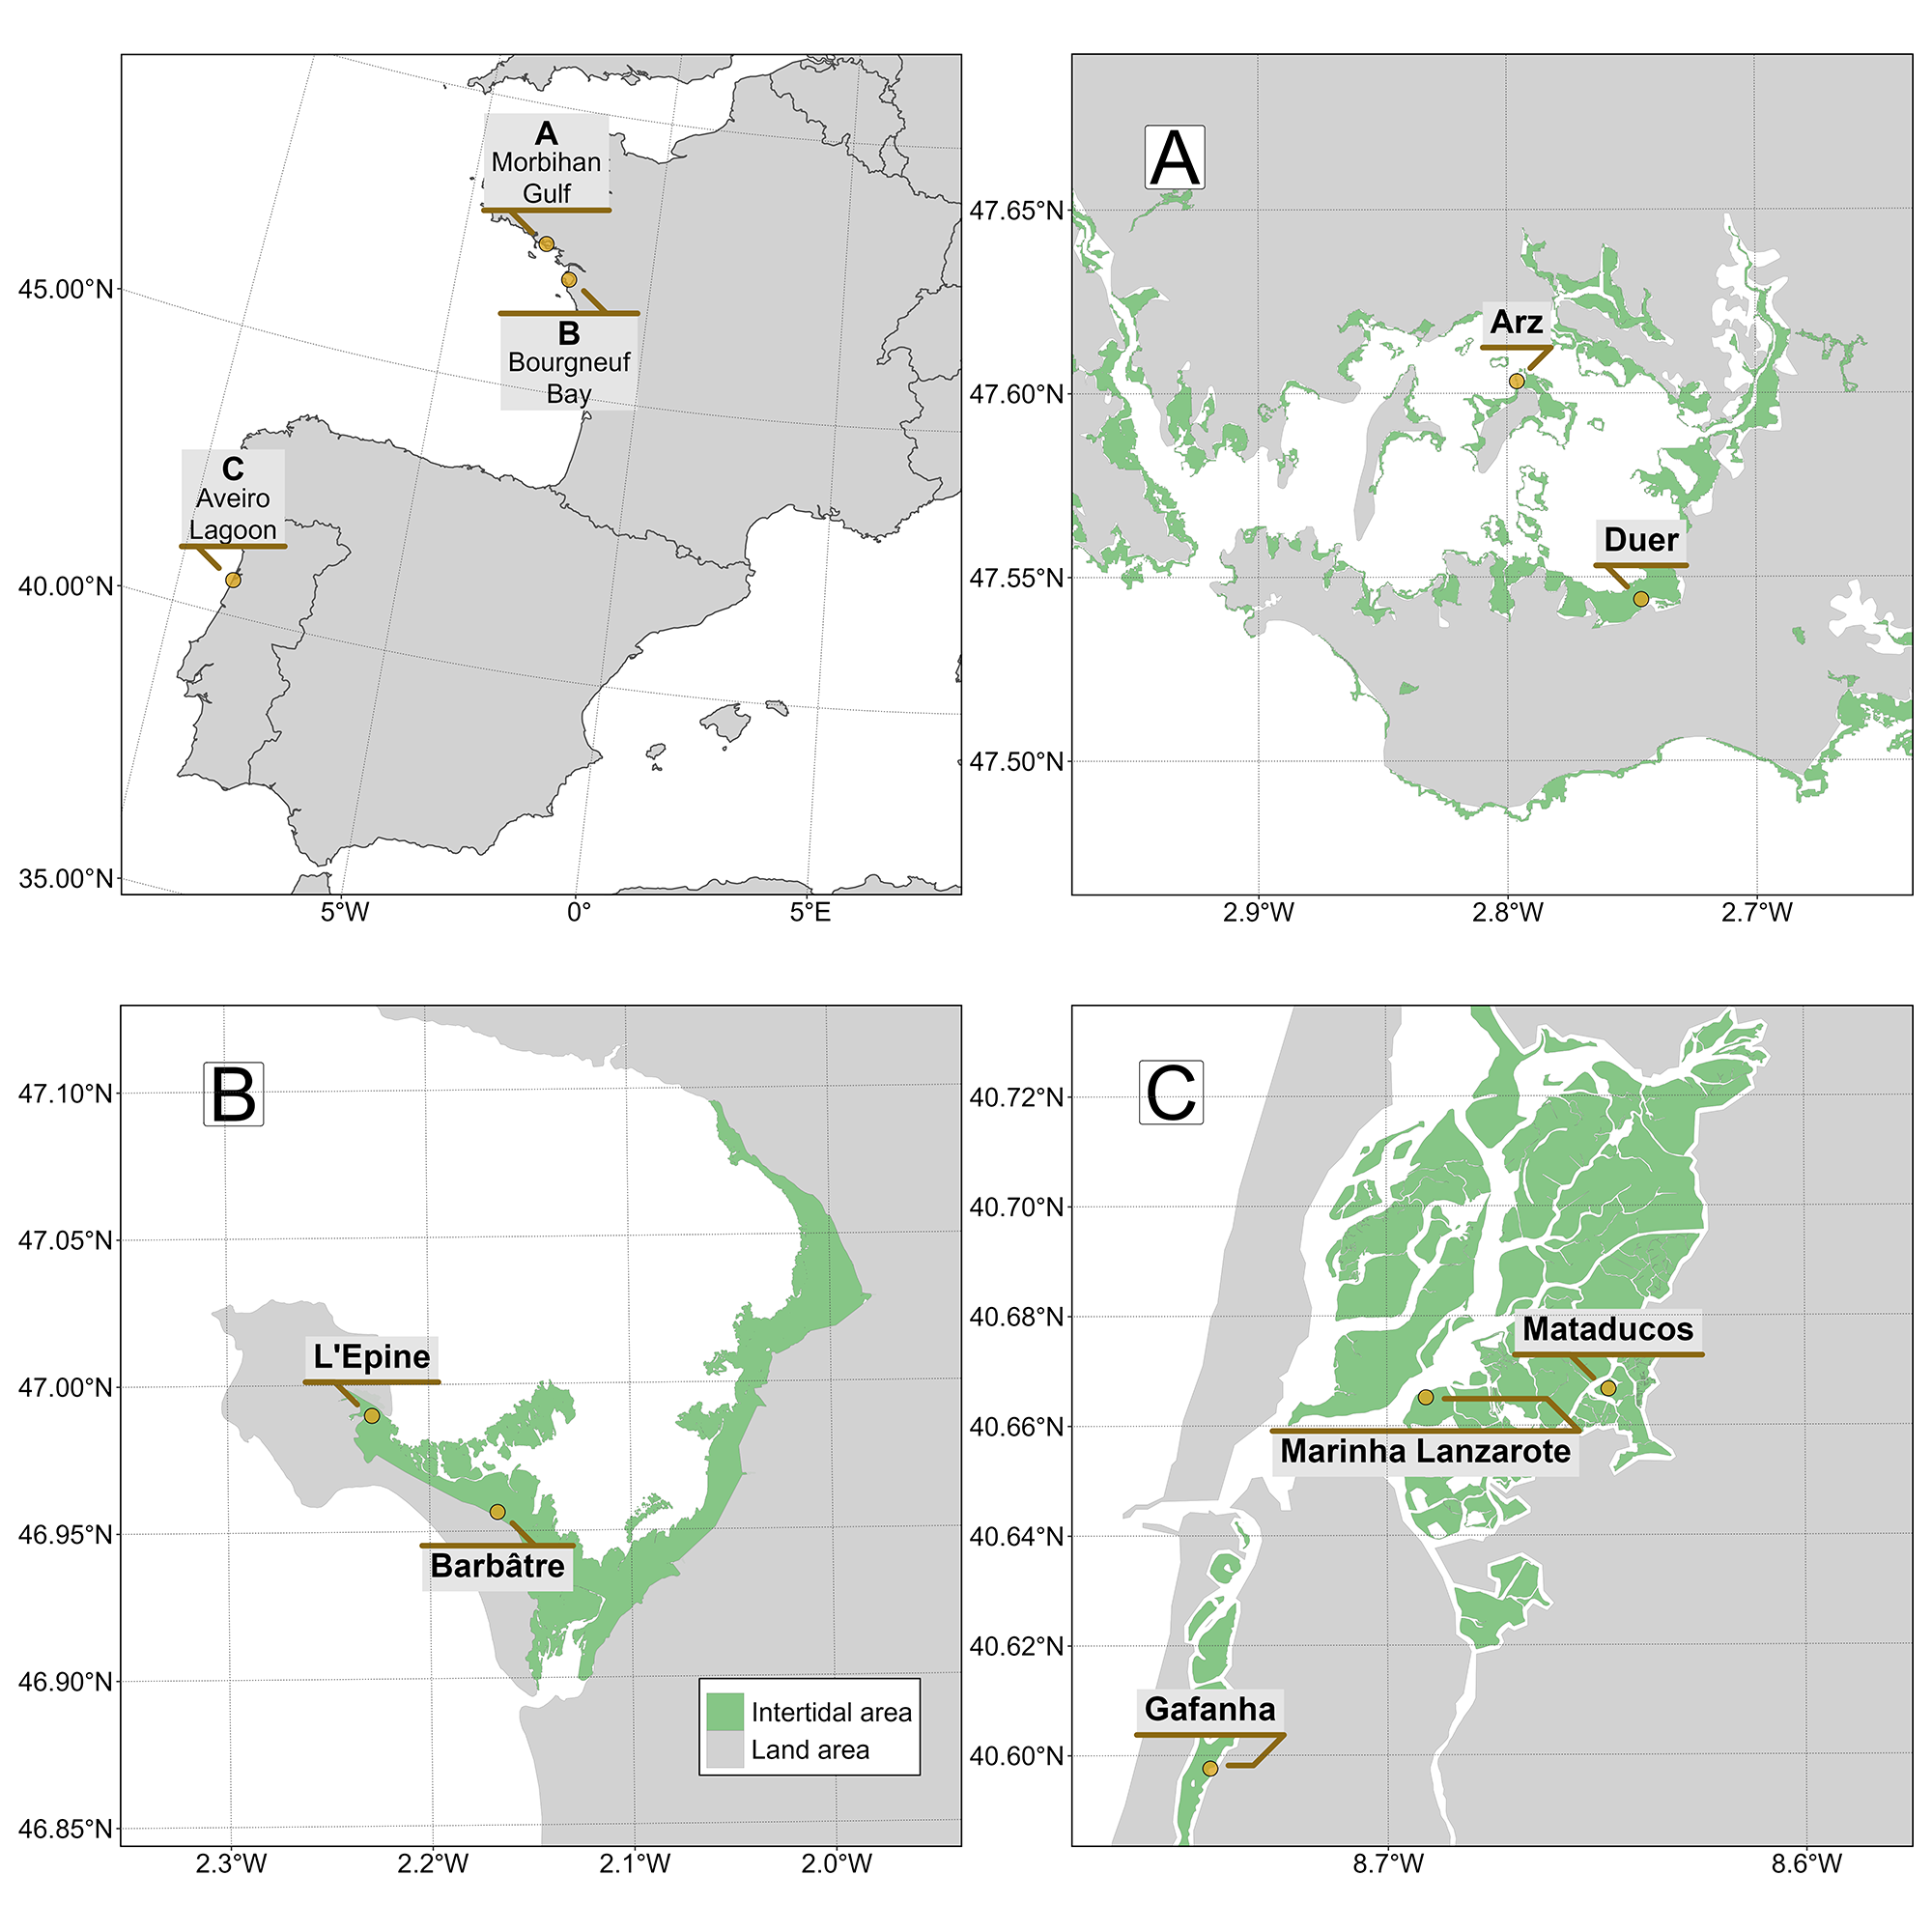 A
Morbihan
Gulf
B
Bourgneuf
Bay
C
Aveiro
Lagoon
45.00°N
40.00°N
35.00°N
5°W
0°
5°E
A
Arz
Duer
47.65°N
47.60°N
47.55°N
47.50°N
2.9°W
2.8°W
2.7°W
B
L'Epine
Barbâtre
Intertidal area
Land area
47.10°N
47.05°N
47.00°N
46.95°N
46.90°N
46.85°N
2.3°W
2.2°W
2.1°W
2.0°W
C
Mataducos
Marinha Lanzarote
Gafanha
40.72°N
40.70°N
40.68°N
40.66°N
40.64°N
40.62°N
40.60°N
8.7°W
8.6°W